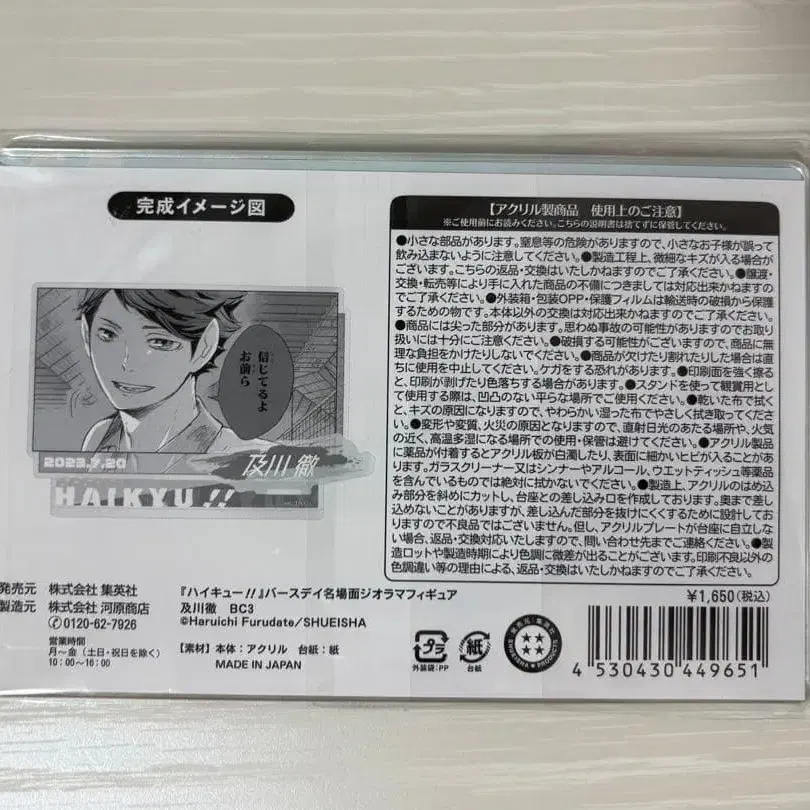 完成イメージ図
信じてるよ
お前ら
2023.7.20
及川 徹
HAIKYU!!
【アクリル製商品 使用上のご注意】
※ご使用前にお読みください。こちらの説明書は捨てずに保管してください。
●小さな部品があります。窒息等の危険がありますので、小さなお子様が誤って
飲み込まないように注意してください。●製造工程上、微細なキズが入る場合が
ございます。こちらの返品・交換はいたしかねますのでご了承ください。●譲渡・
交換・転売等により手に入れた商品の不備につきましては対応出来かねますの
でご了承ください。●外装箱・包装OPP・保護フィルムは輸送時の破損から保護
するための物です。本体以外の交換は対応出来かねますのでご了承ください。
●商品には尖った部分があります。思わぬ事故の可能性がありますのでお取り
扱いには十分にご注意ください。●破損する可能性がございますので、商品に無
理な負担をかけたりしないでください。●商品が欠けたり割れたりした場合は直
ちに使用を中止してください。ケガをする恐れがあります。●印刷面を強く擦る
と、印刷が剥げたり色落ちする場合があります。●スタンドを使って観賞用とし
て使用する際は、凹凸のない平らな場所でご使用ください。●乾いた布で拭く
と、キズの原因になりますので、やわらかい湿った布でやさしく拭き取ってくださ
い。●変形や変質、火災の原因となりますので、直射日光のあたる場所や、火気
の近く、高温多湿になる場所での使用・保管は避けてください。●アクリル製品
に薬品が付着するとアクリル板が白濁したり、表面に細かいヒビが入ることがあ
ります。ガラスクリーナー又はシンナーやアルコール、ウエットティッシュ等薬品
を含んでいるもので絶対に拭かないでください。●製造上、アクリルのはめ込
み部分を斜めにカットし、台座との差し込み口を作成しております。奥まで差し
込めないことがありますが、差し込んだ部分を抜けにくくするために設計してお
りますので不良品ではございません。但し、アクリルプレートが台座に自立しな
い場合、返品・交換対応いたしますので、問い合わせ先までご連絡ください。●製
造ロットや製造時期により色調に微差が出ることがございます。印刷不良以外の
色調違い等の理由による、返品・交換はいたしかねますのでご了承ください。
発売元 株式会社 集英社
製造元 株式会社 河原商店
✆0120-62-7926
営業時間
月〜金（土日・祝日を除く）
10:00〜16:00
『ハイキュー!!』バースデイ名場面ジオラマフィギュア
及川徹 BC3
©Haruichi Furudate/SHUEISHA
【素材】本体：アクリル 台紙：紙
MADE IN JAPAN
¥1,650(税込)
プラ
外装袋:PP
紙
台紙
発売元:集英社
SHUEISHA PRODUCTS
4 530430 449651